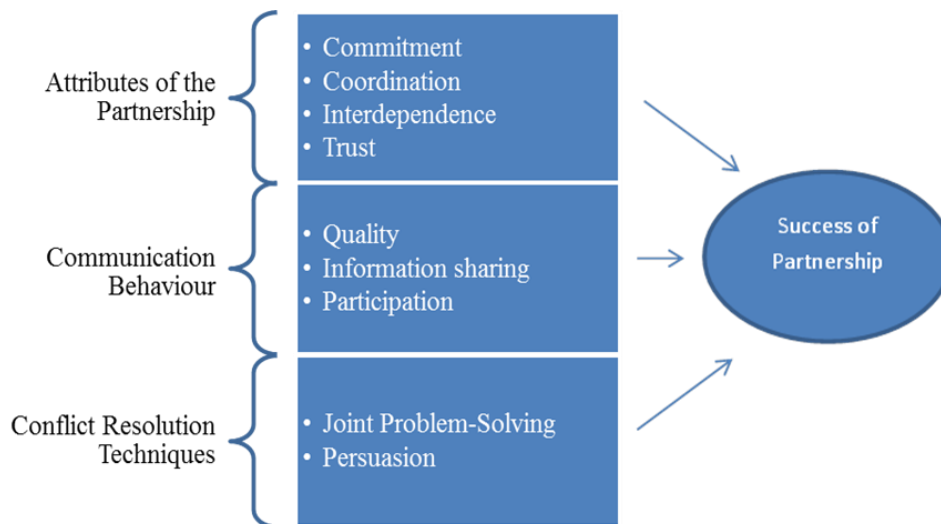 Attributes of the
Partnership
• Commitment
• Coordination
• Interdependence
• Trust
Communication
Behaviour
• Quality
• Information sharing
• Participation
Conflict Resolution
Techniques
• Joint Problem-Solving
• Persuasion
Success of
Partnership